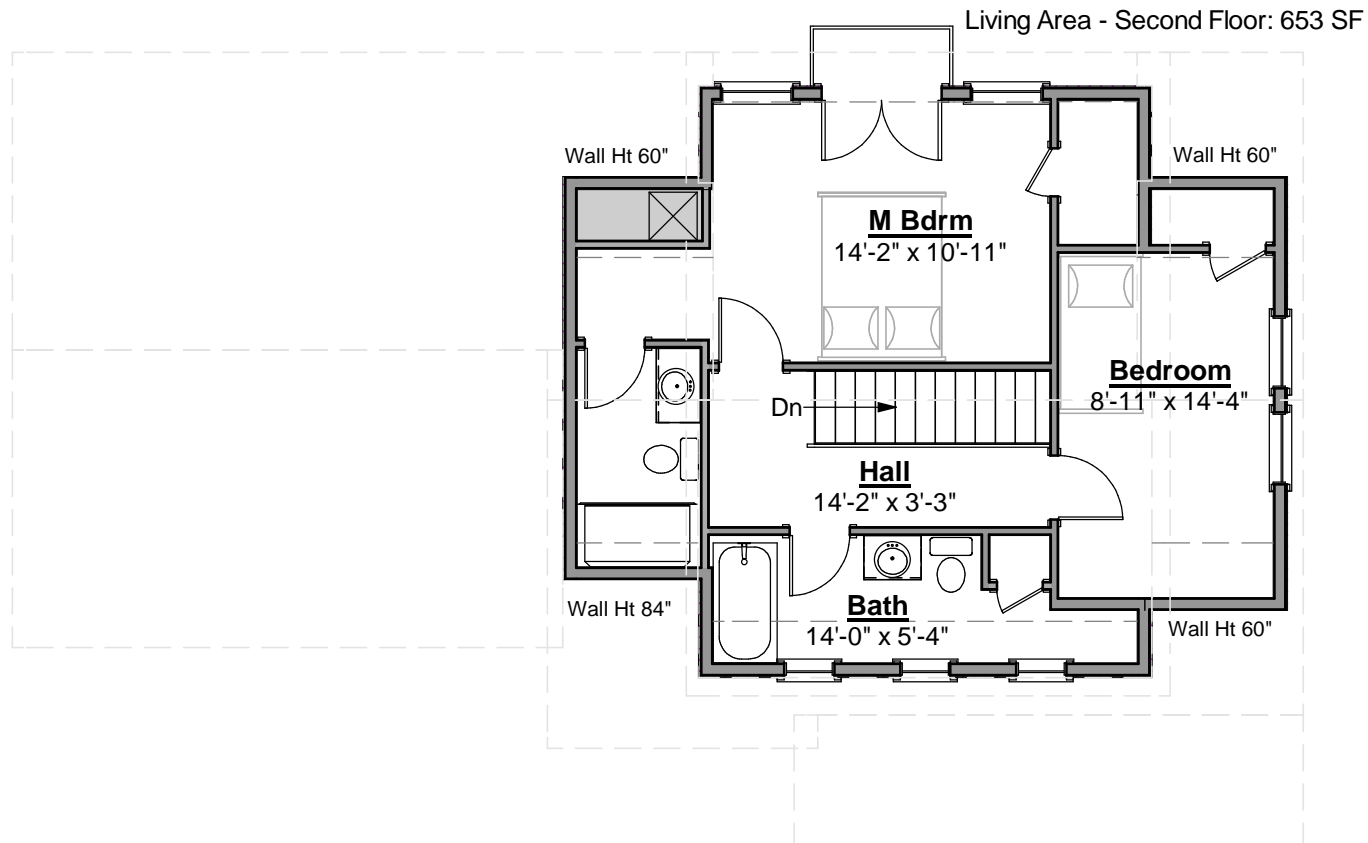 Living Area - Second Floor: 653 SF
Wall Ht 60"
Wall Ht 60"
M Bdrm
14'-2" x 10'-11"
Bedroom
8'-11" x 14'-4"
Dn
Hall
14'-2" x 3'-3"
Wall Ht 84"
Bath
14'-0" x 5'-4"
Wall Ht 60"